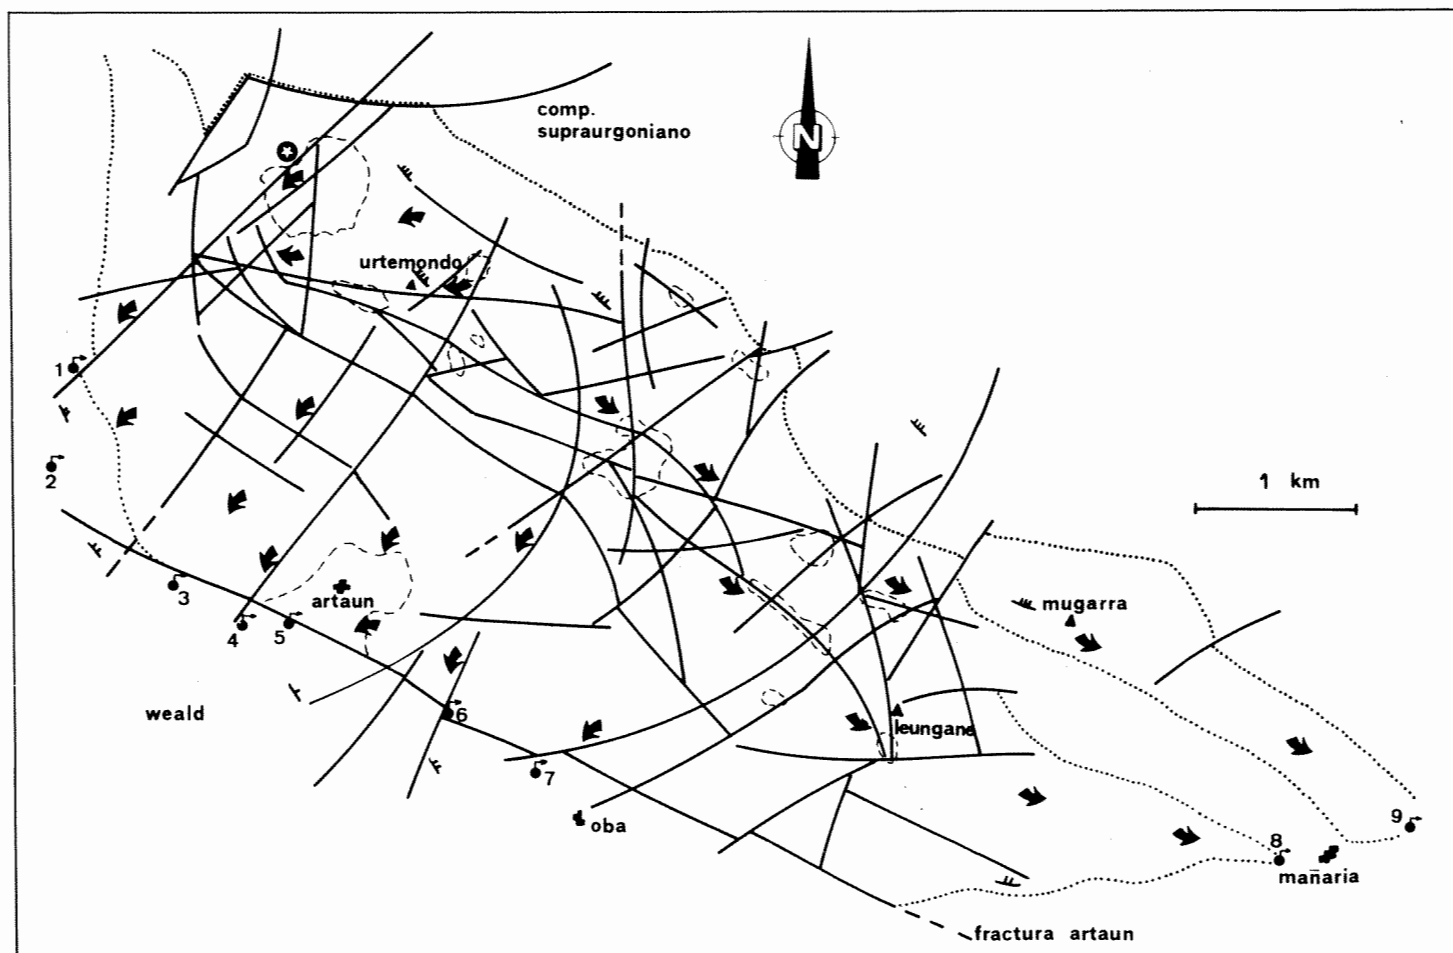 comp.
supraurgoniano
N
urtemondo
1
2
1 km
3
artaun
4
5
mugarra
weald
6
leungane
7
oba
9
8
mañaria
fractura artaun